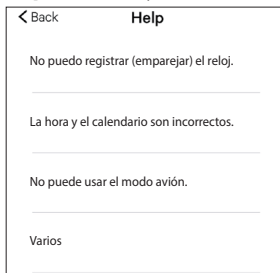 Back Help
No puedo registrar (emparejar) el reloj.
La hora y el calendario son incorrectos.
No puede usar el modo avión.
Varios